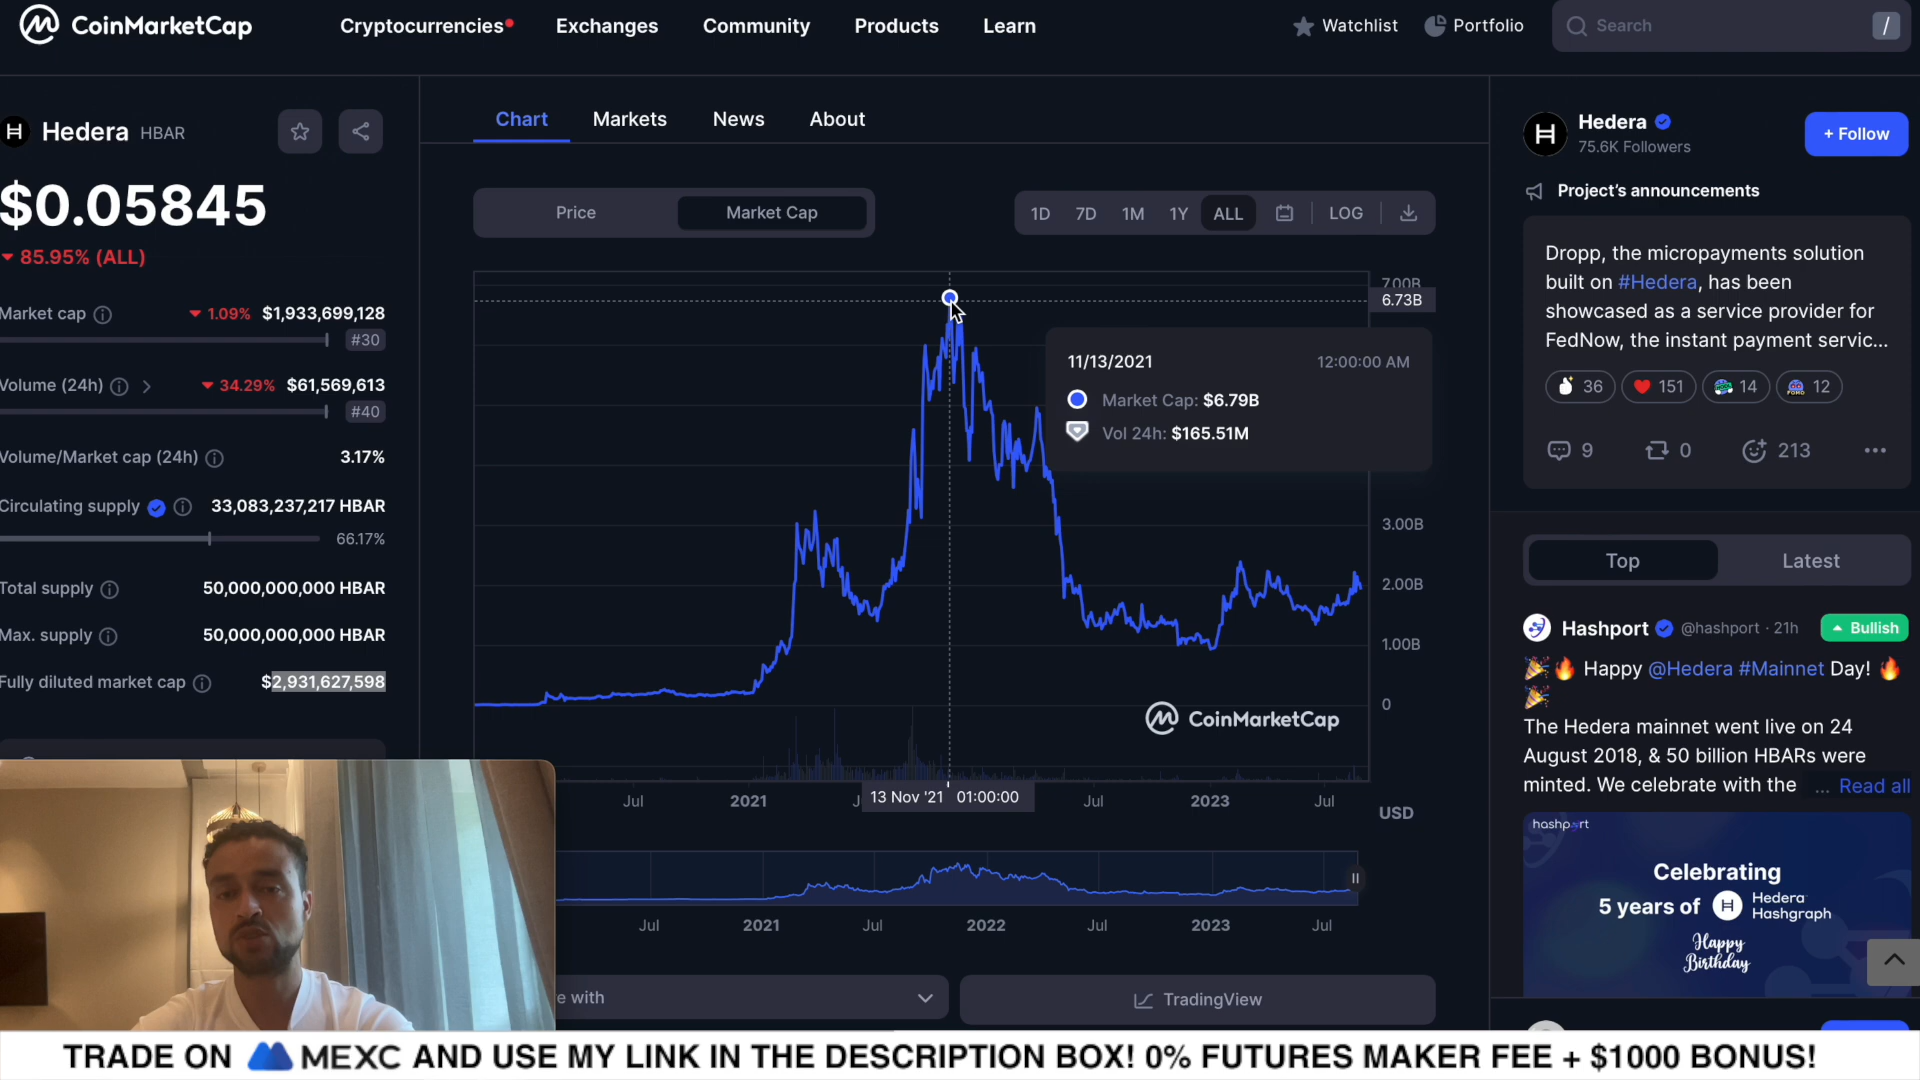 CoinMarketCap
Cryptocurrencies Exchanges Community Products Learn
Watchlist Portfolio Search /
Hedera HBAR
$0.05845
85.95% (ALL)
Market cap 1.09% $1,933,699,128
#30
Volume (24h) 34.29% $61,569,613
#40
Volume/Market cap (24h) 3.17%
Circulating supply 33,083,237,217 HBAR
66.17%
Total supply 50,000,000,000 HBAR
Max. supply 50,000,000,000 HBAR
Fully diluted market cap $2,931,627,598
Chart Markets News About
Price Market Cap
1D 7D 1M 1Y ALL LOG
7.00B
6.73B
11/13/2021 12:00:00 AM
Market Cap: $6.79B
Vol 24h: $165.51M
3.00B
2.00B
1.00B
0
CoinMarketCap
Jul 2021 13 Nov '21 01:00:00 Jul 2023 Jul
USD
Jul 2021 Jul 2022 Jul 2023 Jul
e with
TradingView
Hedera
75.6K Followers
+ Follow
Project's announcements
Dropp, the micropayments solution
built on #Hedera, has been
showcased as a service provider for
FedNow, the instant payment servic...
36 151 14 12
9 0 213
Top Latest
Hashport @hashport · 21h Bullish
Happy @Hedera #Mainnet Day!
The Hedera mainnet went live on 24
August 2018, & 50 billion HBARs were
minted. We celebrate with the ... Read all
hashport
Celebrating
5 years of Hedera
Hashgraph
Happy
Birthday
TRADE ON MEXC AND USE MY LINK IN THE DESCRIPTION BOX! 0% FUTURES MAKER FEE + $1000 BONUS!